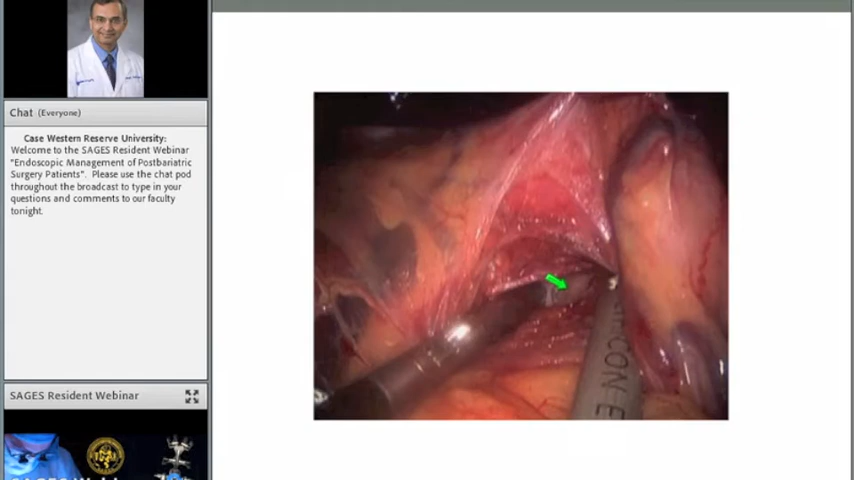 Chat (Everyone)
Case Western Reserve University:
Welcome to the SAGES Resident Webinar
"Endoscopic Management of Postbariatric
Surgery Patients". Please use the chat pod
throughout the broadcast to type in your
questions and comments to our faculty
tonight.
SAGES Resident Webinar